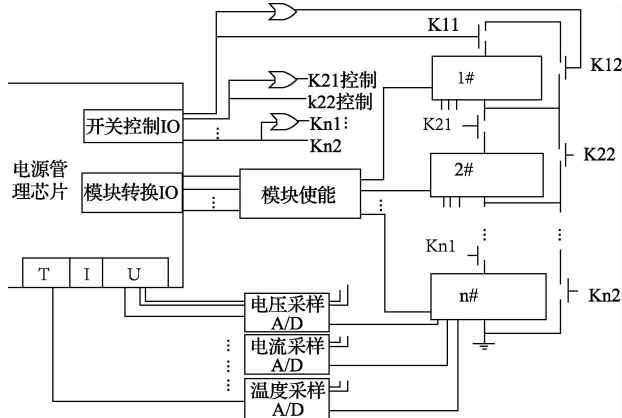 K11
K12
1#
K21控制
k22控制
开关控制IO
Kn1
Kn2
K21
K22
电源管
理芯片
模块转换IO
模块使能
2#
Kn1
T I U
n#
Kn2
电压采样
A/D
电流采样
A/D
温度采样
A/D